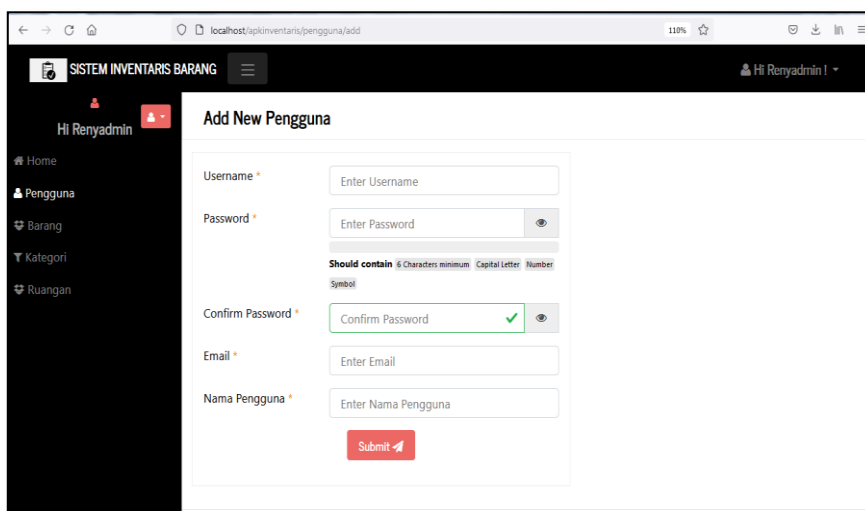 localhost/apkinventaris/pengguna/add 110%
SISTEM INVENTARIS BARANG Hi Renyadmin !
Hi Renyadmin
Home
Pengguna
Barang
Kategori
Ruangan
Add New Pengguna
Username * Enter Username
Password * Enter Password
Should contain 6 Characters minimum Capital Letter Number
Symbol
Confirm Password * Confirm Password
Email * Enter Email
Nama Pengguna * Enter Nama Pengguna
Submit